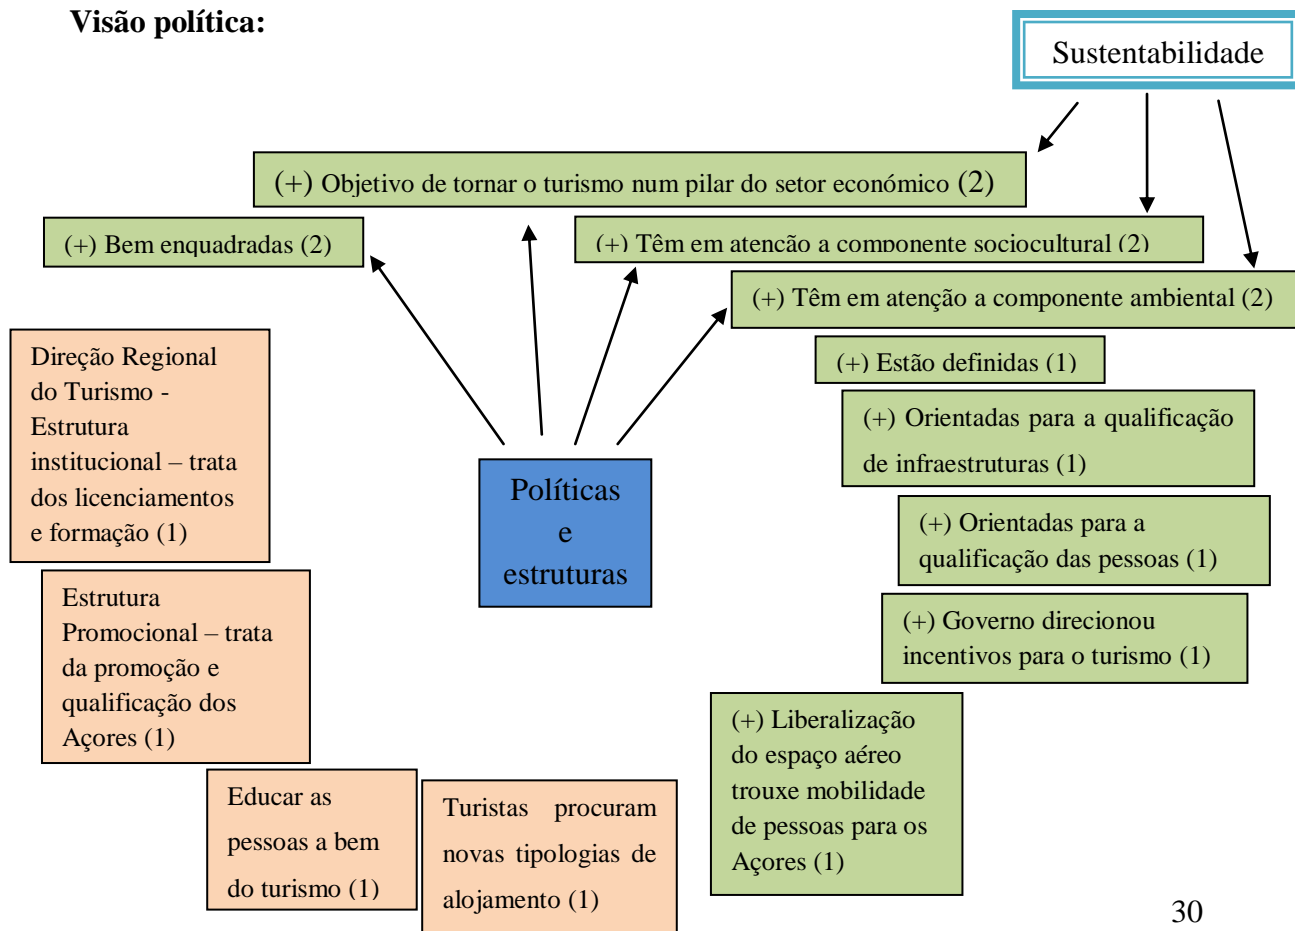 Visão política:
Sustentabilidade
(+) Objetivo de tornar o turismo num pilar do setor económico (2)
(+) Bem enquadradas (2)
(+) Têm em atenção a componente sociocultural (2)
(+) Têm em atenção a componente ambiental (2)
(+) Estão definidas (1)
(+) Orientadas para a qualificação
de infraestruturas (1)
(+) Orientadas para a
qualificação das pessoas (1)
(+) Governo direcionou
incentivos para o turismo (1)
(+) Liberalização
do espaço aéreo
trouxe mobilidade
de pessoas para os
Açores (1)
Políticas
e
estruturas
Direção Regional
do Turismo -
Estrutura
institucional – trata
dos licenciamentos
e formação (1)
Estrutura
Promocional – trata
da promoção e
qualificação dos
Açores (1)
Educar as
pessoas a bem
do turismo (1)
Turistas procuram
novas tipologias de
alojamento (1)
30